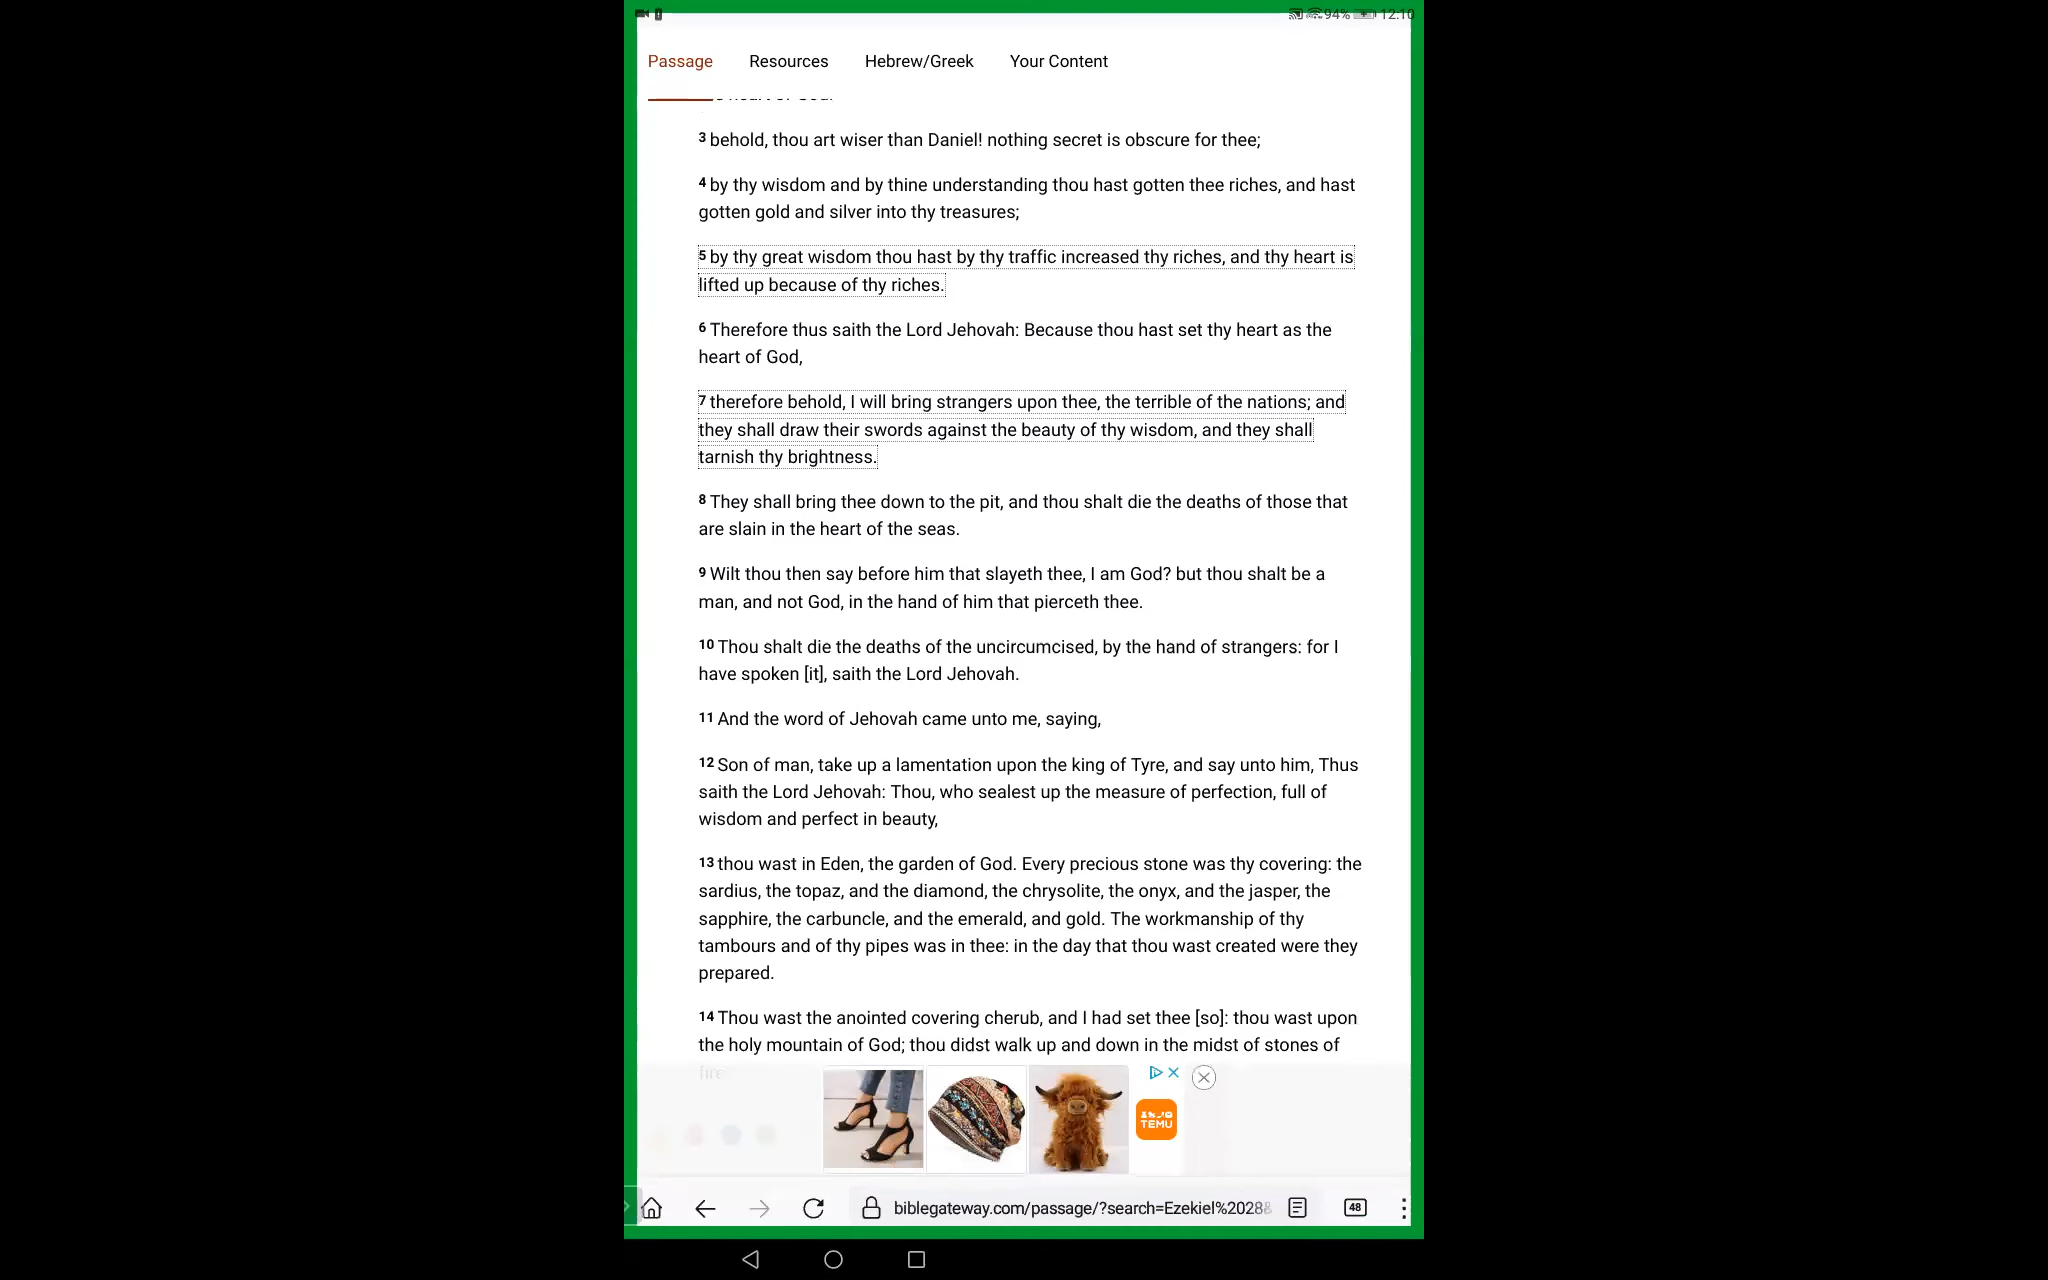 94% 12:10
Passage Resources Hebrew/Greek Your Content
3 behold, thou art wiser than Daniel! nothing secret is obscure for thee;
4 by thy wisdom and by thine understanding thou hast gotten thee riches, and hast
gotten gold and silver into thy treasures;
5 by thy great wisdom thou hast by thy traffic increased thy riches, and thy heart is
lifted up because of thy riches.
6 Therefore thus saith the Lord Jehovah: Because thou hast set thy heart as the
heart of God,
7 therefore behold, I will bring strangers upon thee, the terrible of the nations; and
they shall draw their swords against the beauty of thy wisdom, and they shall
tarnish thy brightness.
8 They shall bring thee down to the pit, and thou shalt die the deaths of those that
are slain in the heart of the seas.
9 Wilt thou then say before him that slayeth thee, I am God? but thou shalt be a
man, and not God, in the hand of him that pierceth thee.
10 Thou shalt die the deaths of the uncircumcised, by the hand of strangers: for I
have spoken [it], saith the Lord Jehovah.
11 And the word of Jehovah came unto me, saying,
12 Son of man, take up a lamentation upon the king of Tyre, and say unto him, Thus
saith the Lord Jehovah: Thou, who sealest up the measure of perfection, full of
wisdom and perfect in beauty,
13 thou wast in Eden, the garden of God. Every precious stone was thy covering: the
sardius, the topaz, and the diamond, the chrysolite, the onyx, and the jasper, the
sapphire, the carbuncle, and the emerald, and gold. The workmanship of thy
tambours and of thy pipes was in thee: in the day that thou wast created were they
prepared.
14 Thou wast the anointed covering cherub, and I had set thee [so]: thou wast upon
the holy mountain of God; thou didst walk up and down in the midst of stones of
fire
TEMU
biblegateway.com/passage/?search=Ezekiel%2028& 48